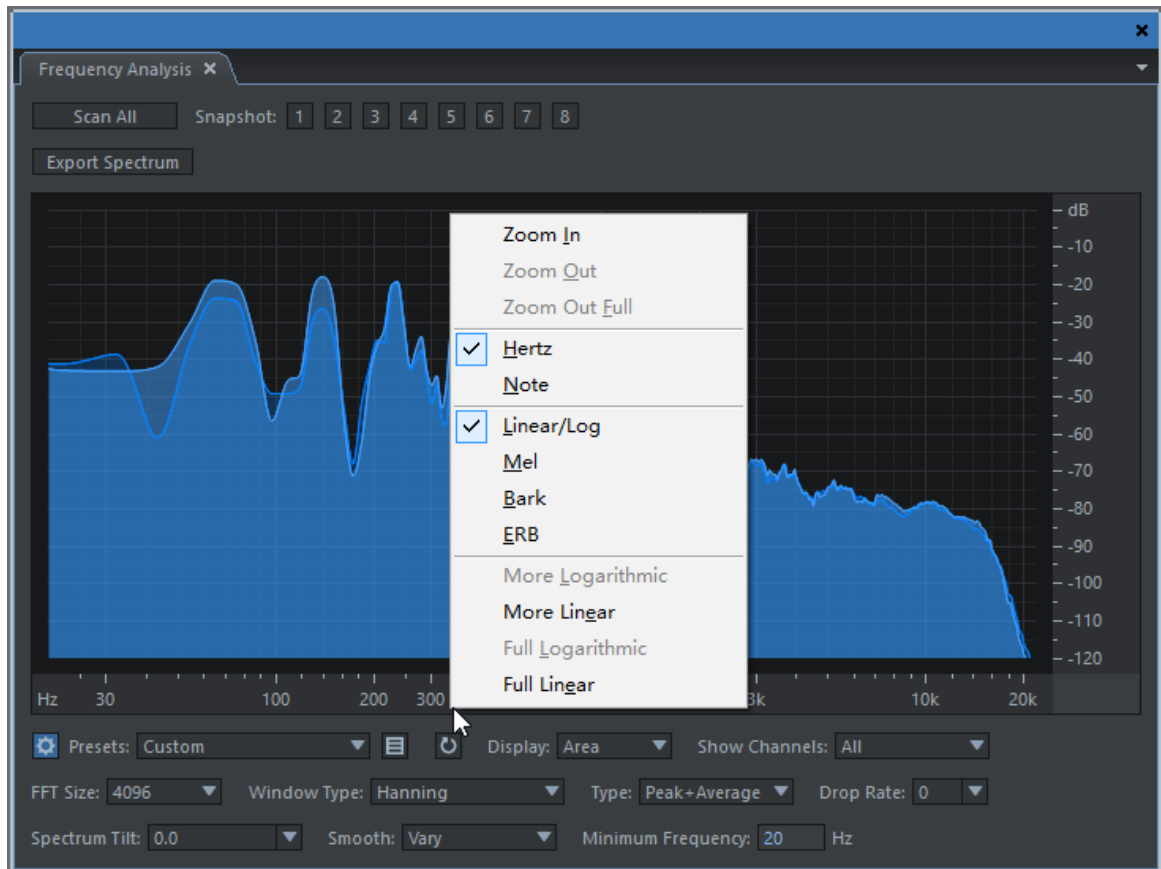 Frequency Analysis
Scan All Snapshot: 1 2 3 4 5 6 7 8
Export Spectrum
dB
-10
-20
-30
-40
-50
-60
-70
-80
-90
-100
-110
-120
Zoom In
Zoom Out
Zoom Out Full
Hertz
Note
Linear/Log
Mel
Bark
ERB
More Logarithmic
More Linear
Full Logarithmic
Full Linear
Hz 30 100 200 300 3k 10k 20k
Presets: Custom Display: Area Show Channels: All
FFT Size: 4096 Window Type: Hanning Type: Peak+Average Drop Rate: 0
Spectrum Tilt: 0.0 Smooth: Vary Minimum Frequency: 20 Hz